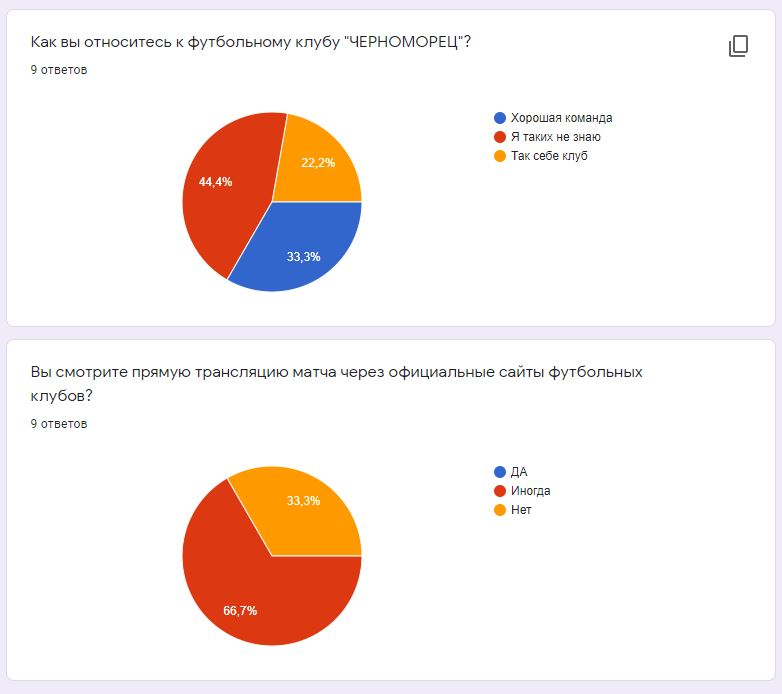 Как вы относитесь к футбольному клубу "ЧЕРНОМОРЕЦ"?
9 ответов
Хорошая команда
Я таких не знаю
Так себе клуб
22,2%
44,4%
33,3%
Вы смотрите прямую трансляцию матча через официальные сайты футбольных
клубов?
9 ответов
ДА
Иногда
Нет
33,3%
66,7%